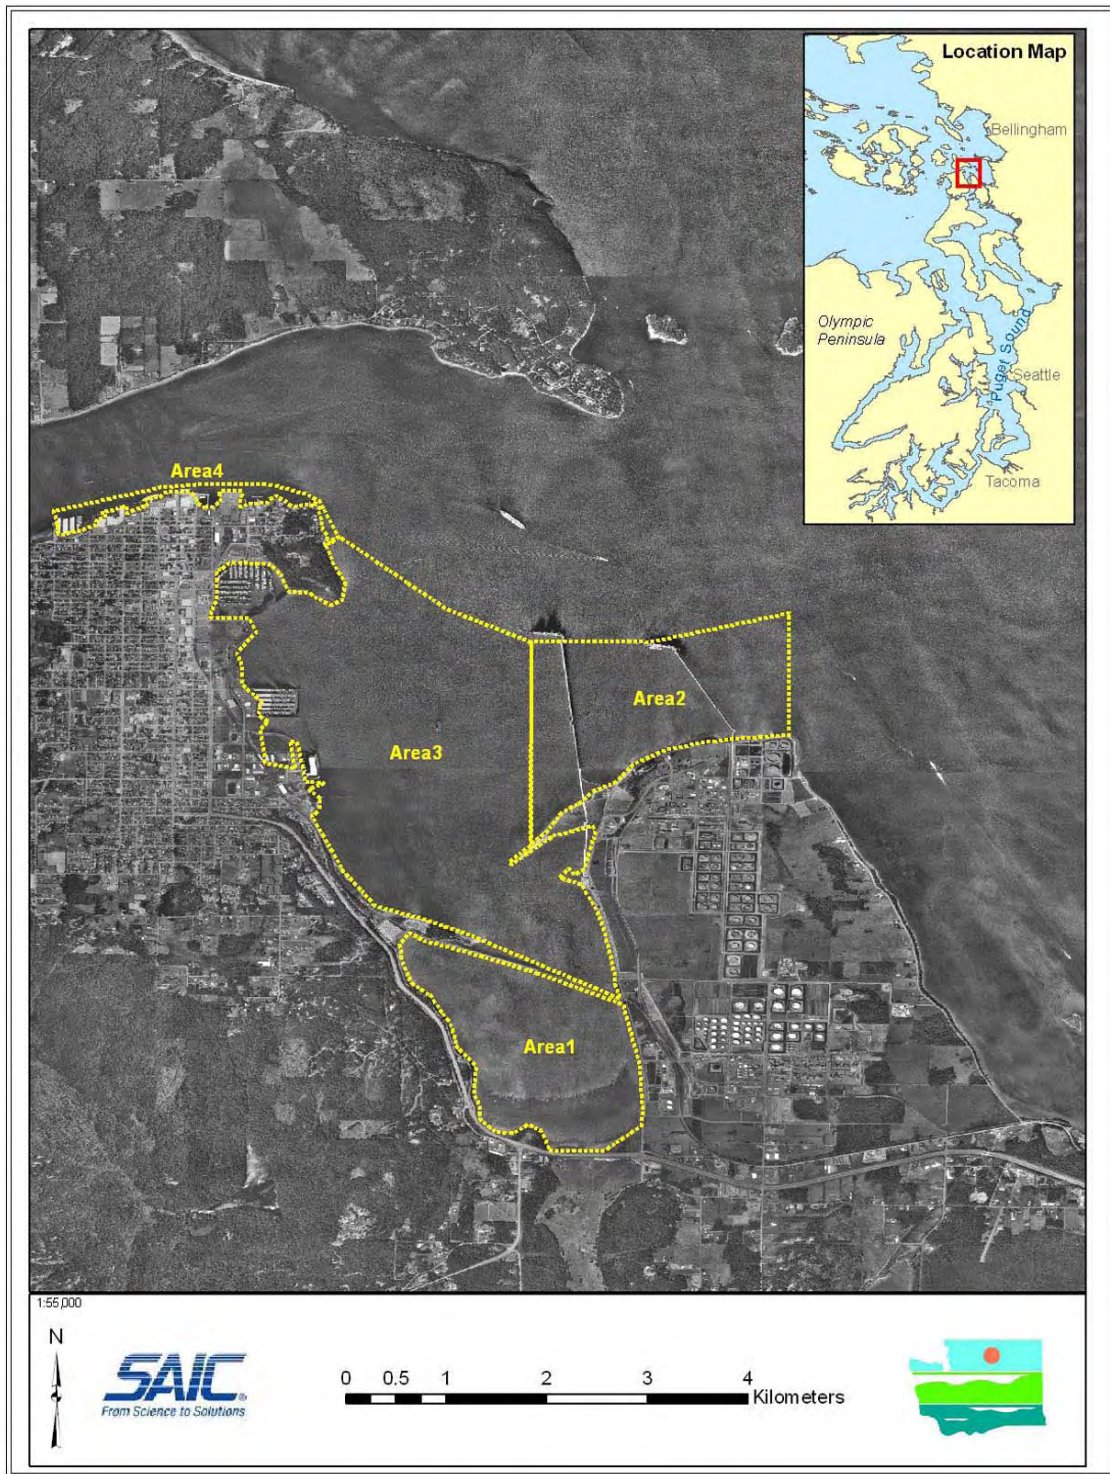 Location Map
Bellingham
Olympic
Peninsula
Puget Sound
Seattle
Tacoma
Area4
Area2
Area3
Area1
1:55,000
N
SAIC®
From Science to Solutions
0 0.5 1 2 3 4
Kilometers